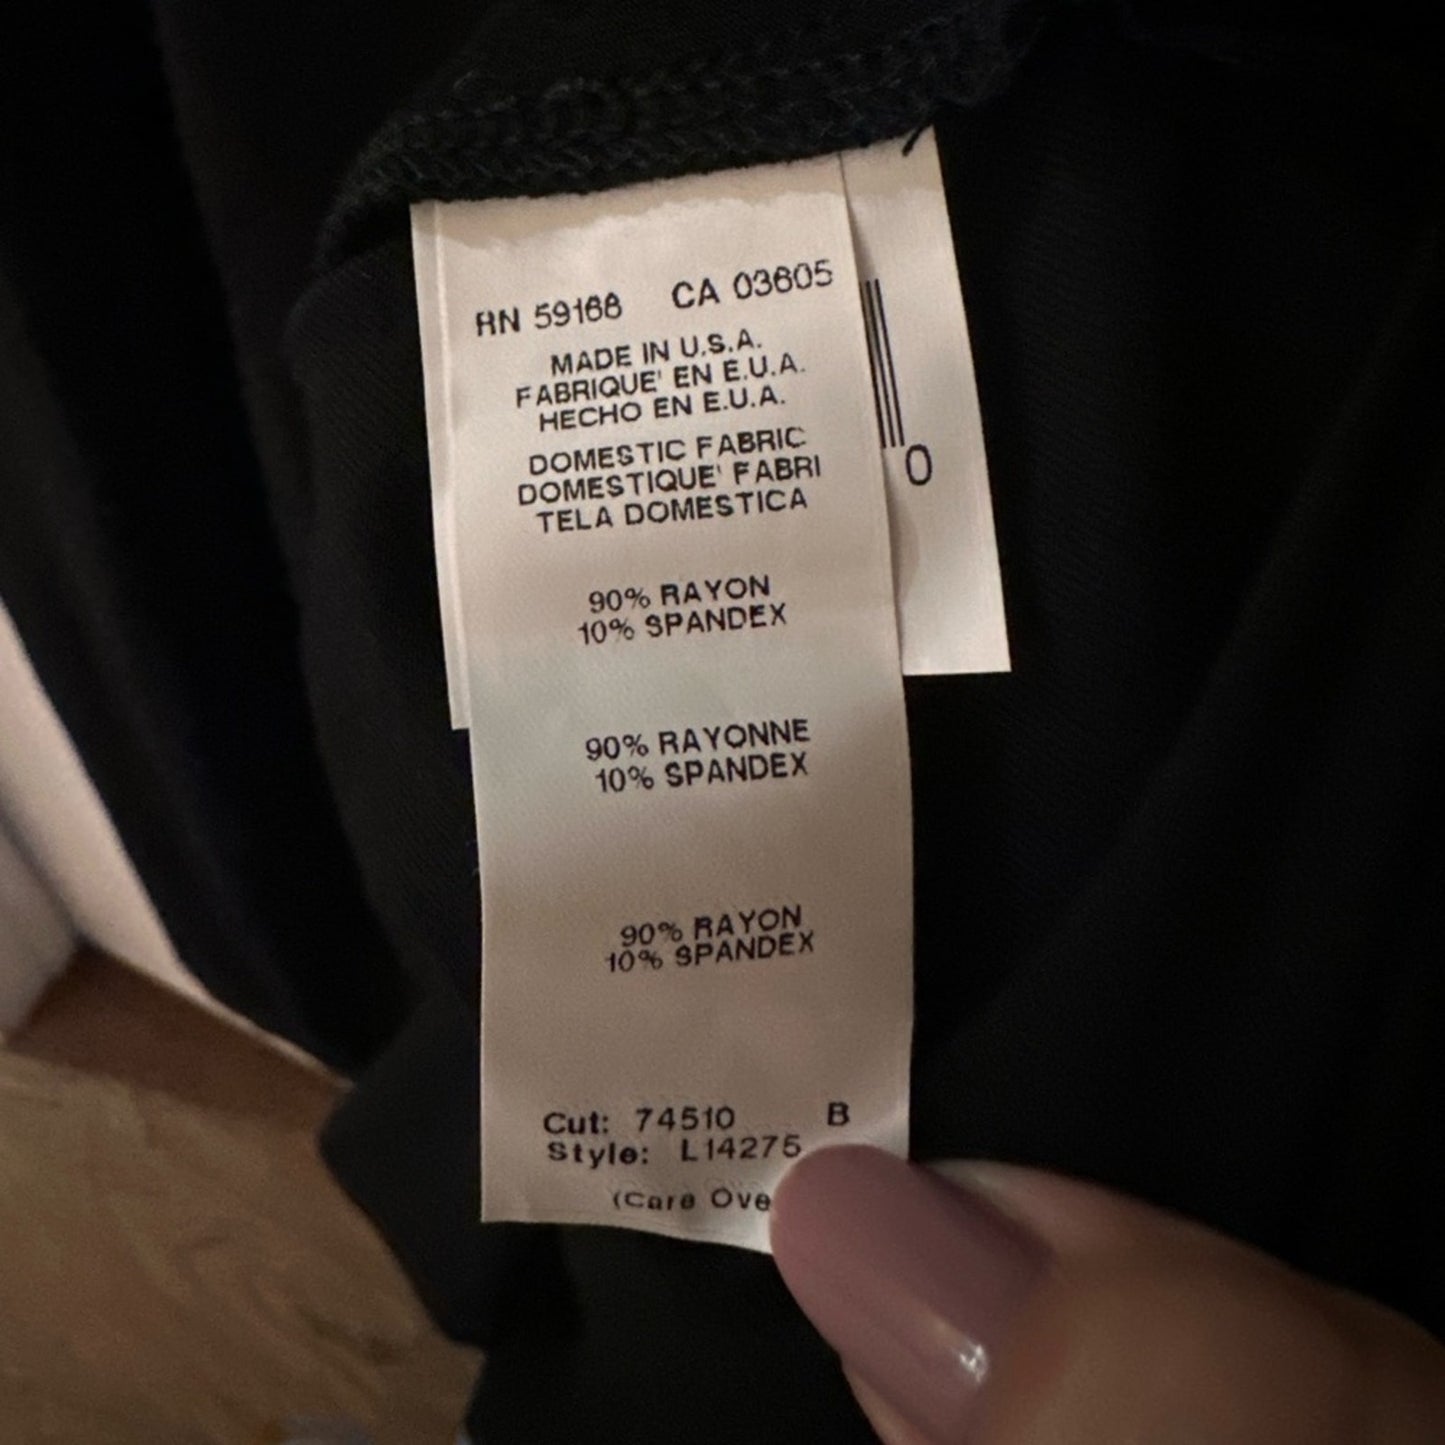 RN 59168 CA 03605
MADE IN U.S.A.
FABRIQUE' EN E.U.A.
HECHO EN E.U.A.
DOMESTIC FABRIC
DOMESTIQUE' FABRI
TELA DOMESTICA
90% RAYON
10% SPANDEX
90% RAYONNE
10% SPANDEX
90% RAYON
10% SPANDEX
Cut: 74510 B
Style: L14275
(Care Ove
0